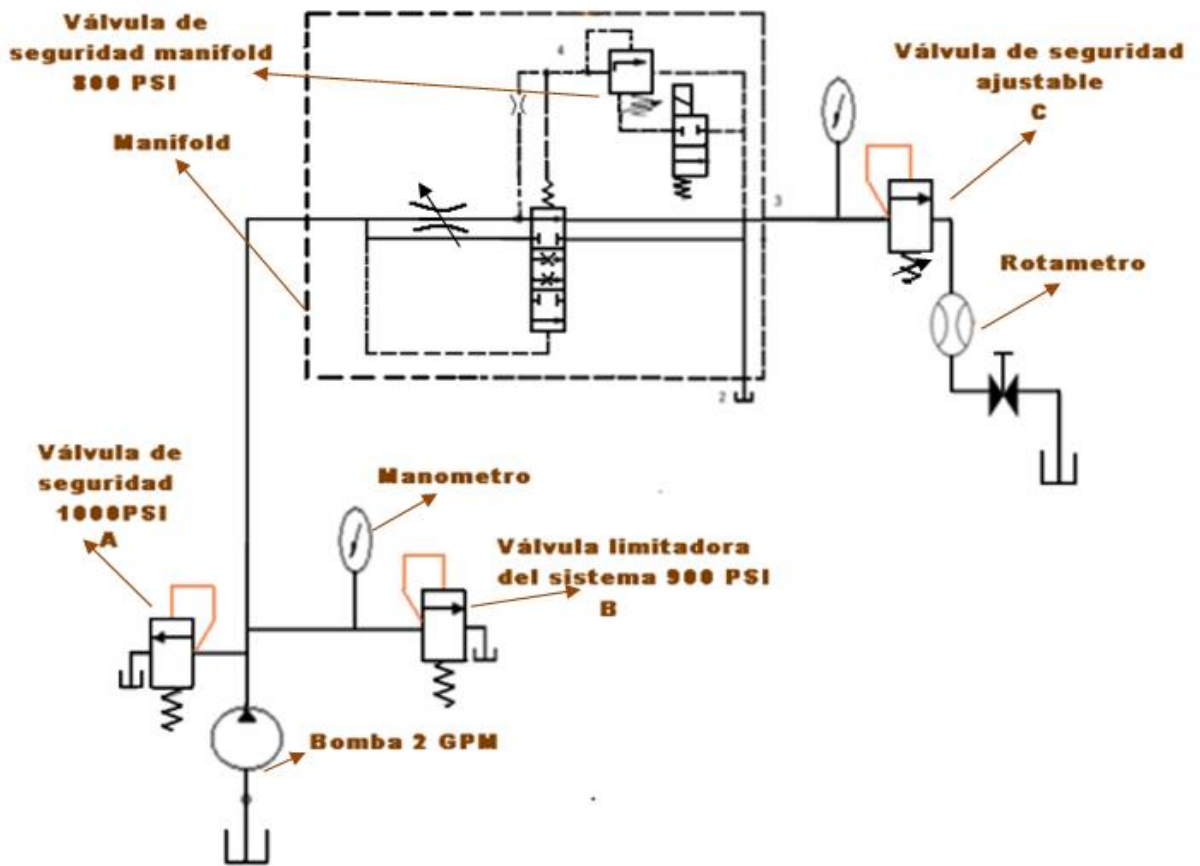 Válvula de
seguridad manifold
800 PSI
Manifold
4
Válvula de seguridad
ajustable
C
3
Rotametro
2
Válvula de
seguridad
1000PSI
A
Manometro
Válvula limitadora
del sistema 900 PSI
B
Bomba 2 GPM